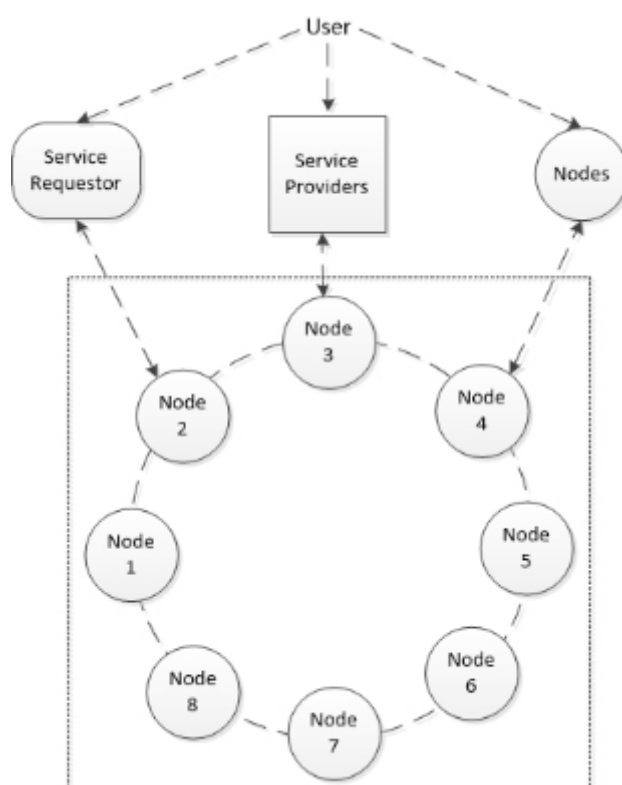 User
Service
Requestor
Service
Providers
Nodes
Node
3
Node
2
Node
4
Node
1
Node
5
Node
8
Node
6
Node
7